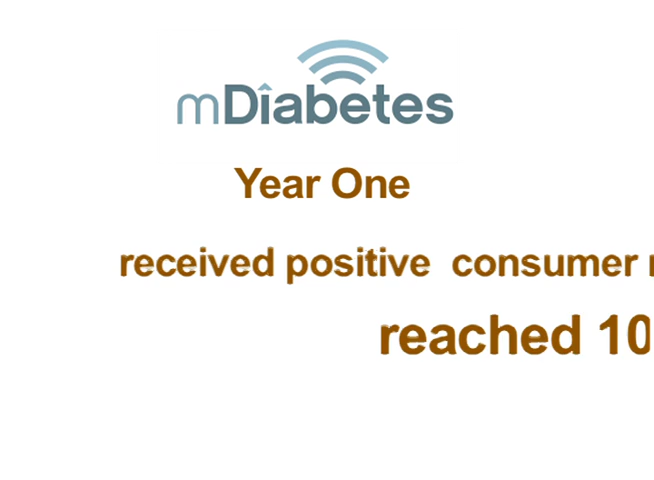 mDiabetes
Year One
received positive consumer
reached 10